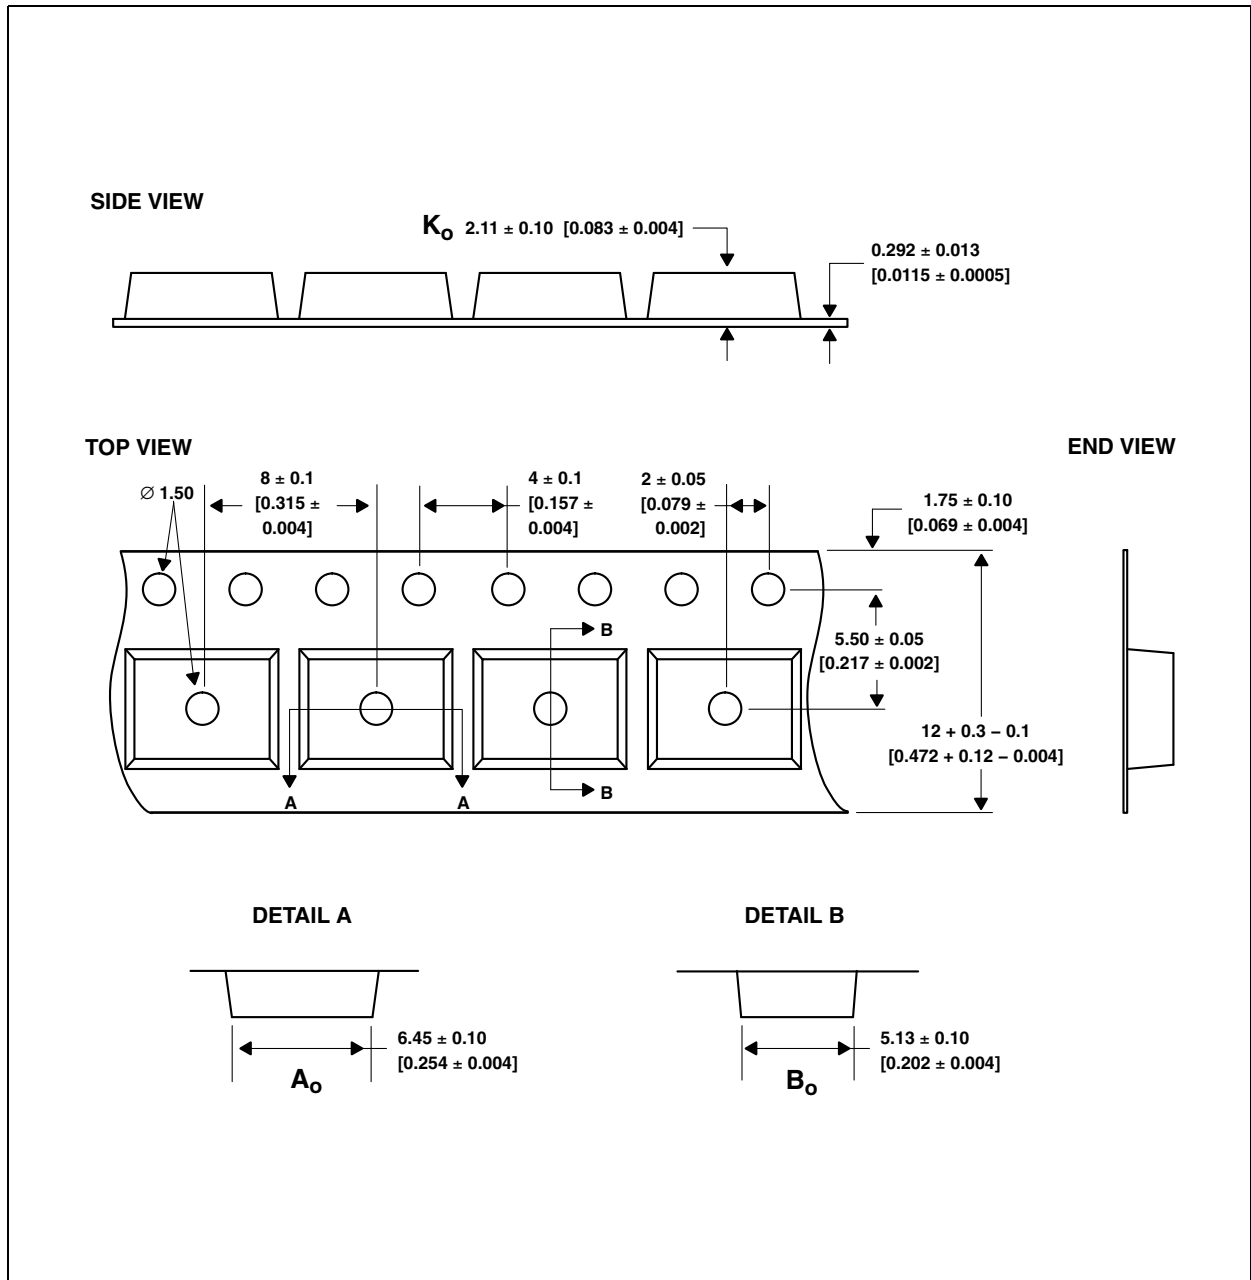 SIDE VIEW
Ko 2.11 ± 0.10 [0.083 ± 0.004]
0.292 ± 0.013
[0.0115 ± 0.0005]
TOP VIEW
END VIEW
∅ 1.50
8 ± 0.1
[0.315 ±
0.004]
4 ± 0.1
[0.157 ±
0.004]
2 ± 0.05
[0.079 ±
0.002]
1.75 ± 0.10
[0.069 ± 0.004]
B
5.50 ± 0.05
[0.217 ± 0.002]
12 + 0.3 − 0.1
[0.472 + 0.12 − 0.004]
B
A
A
DETAIL A
DETAIL B
6.45 ± 0.10
[0.254 ± 0.004]
Ao
5.13 ± 0.10
[0.202 ± 0.004]
Bo